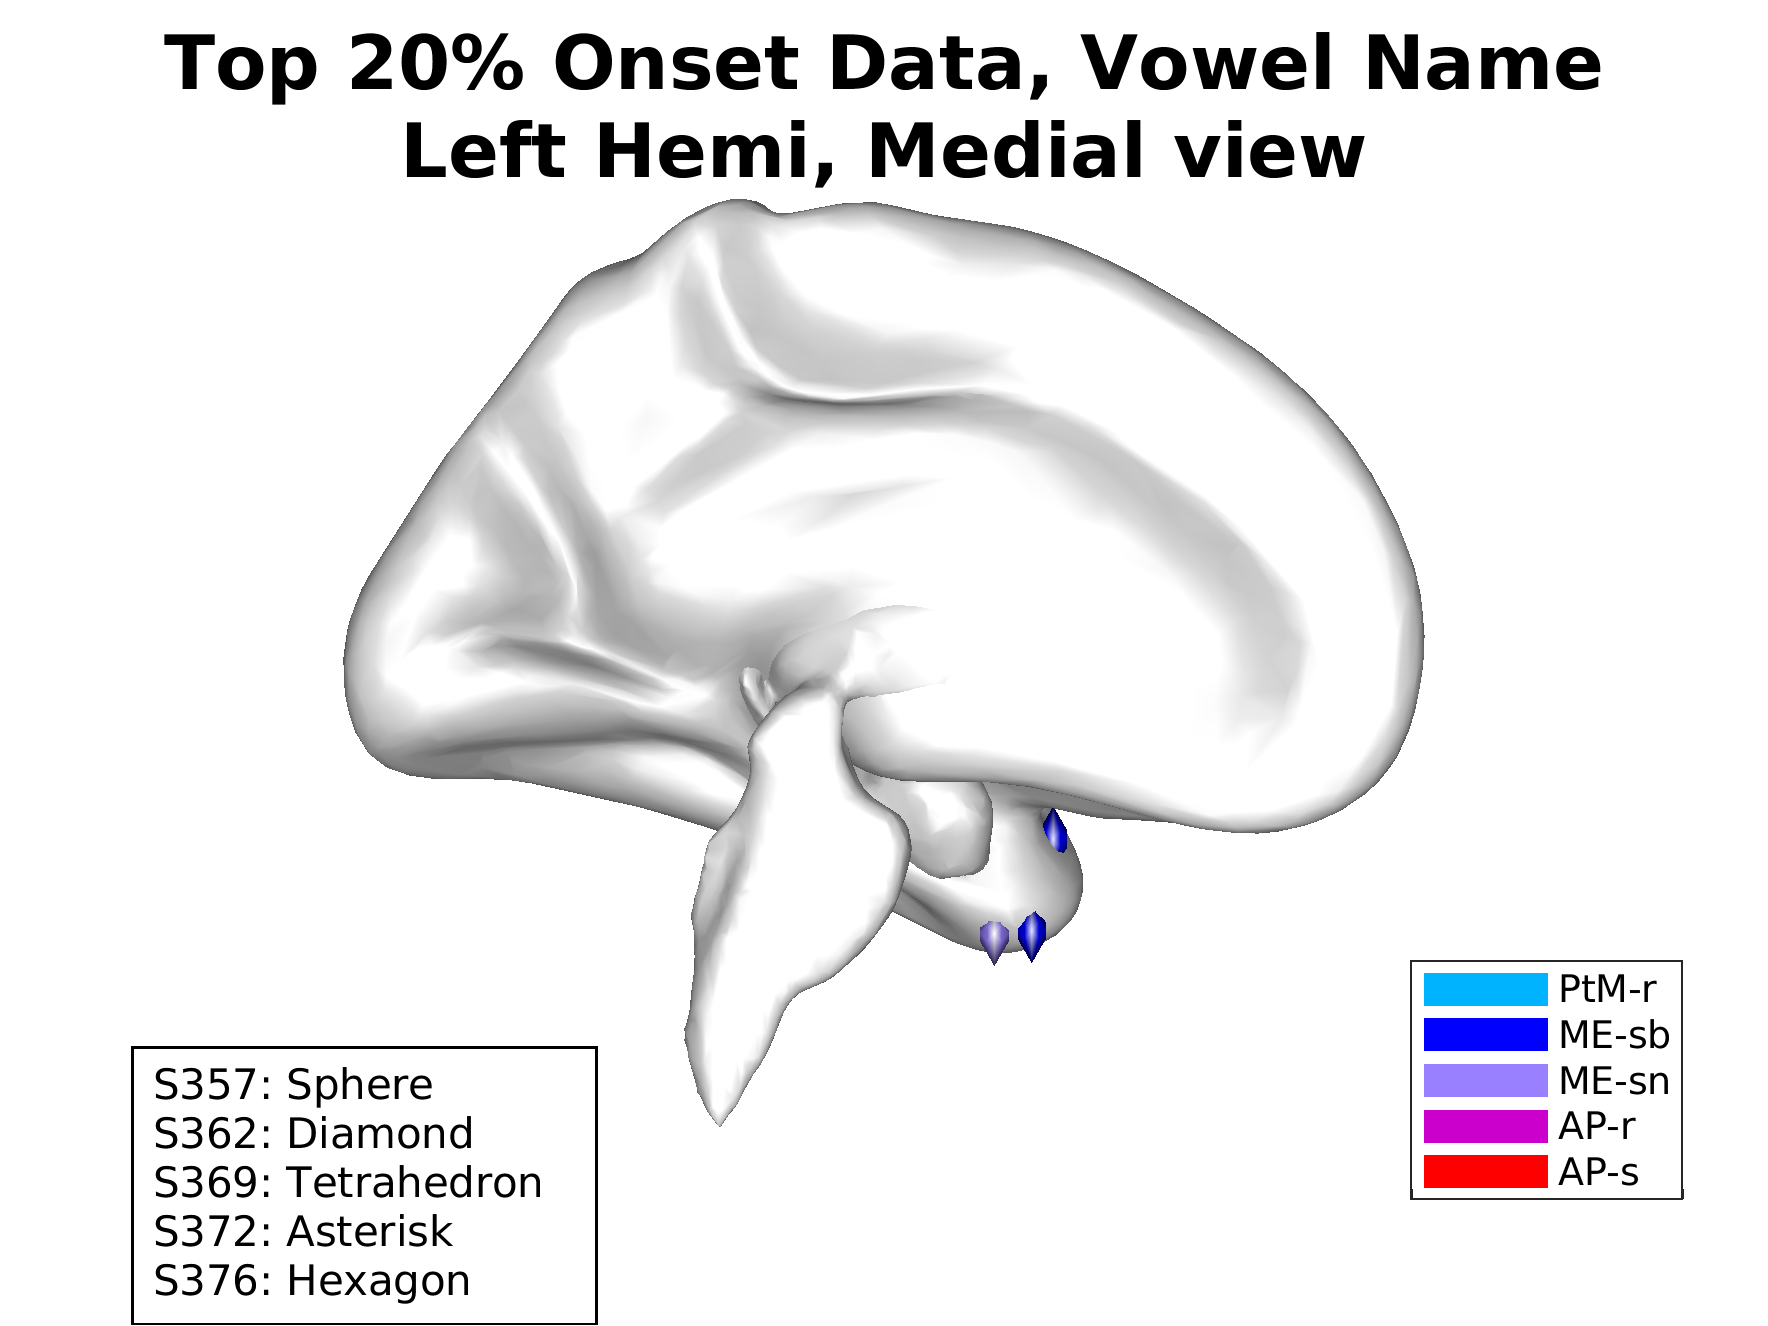 Top 20% Onset Data, Vowel Name
Left Hemi, Medial view
PtM-r
ME-sb
ME-sn
AP-r
AP-s
S357: Sphere
S362: Diamond
S369: Tetrahedron
S372: Asterisk
S376: Hexagon